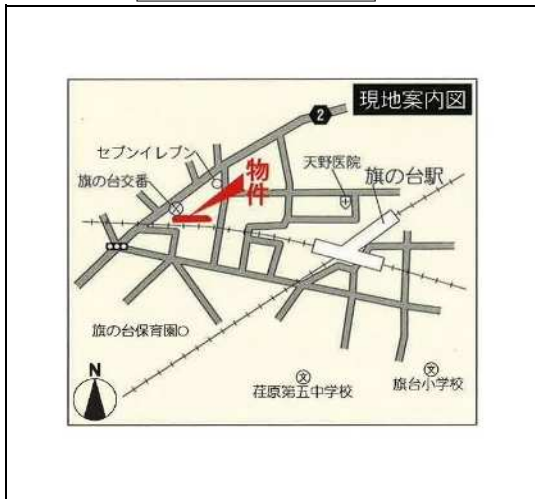 現地案内図
2
セブンイレブン
物件
天野医院
旗の台駅
旗の台交番
旗の台保育園
N
文
荏原第五中学校
文
旗台小学校